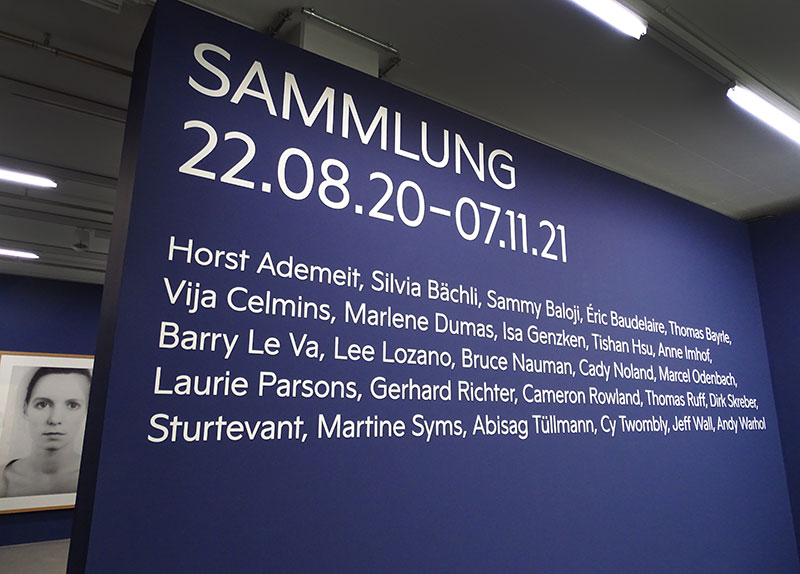 SAMMLUNG
22.08.20–07.11.21
Horst Ademeit, Silvia Bächli, Sammy Baloji, Éric Baudelaire, Thomas Bayrle,
Vija Celmins, Marlene Dumas, Isa Genzken, Tishan Hsu, Anne Imhof,
Barry Le Va, Lee Lozano, Bruce Nauman, Cady Noland, Marcel Odenbach,
Laurie Parsons, Gerhard Richter, Cameron Rowland, Thomas Ruff, Dirk Skreber,
Sturtevant, Martine Syms, Abisag Tüllmann, Cy Twombly, Jeff Wall, Andy Warhol